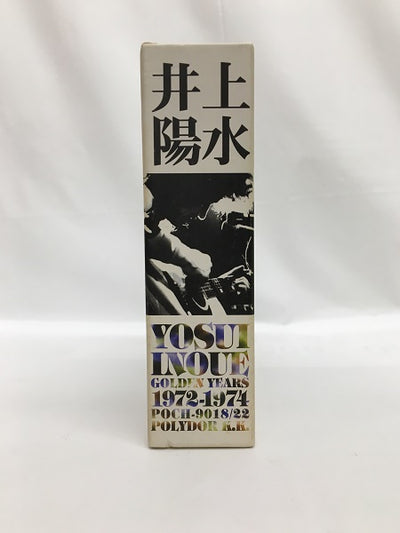 井上
陽水
YOSUI
INOUE
GOLDEN YEARS
1972-1974
POCH-9018/22
POLYDOR K.K.